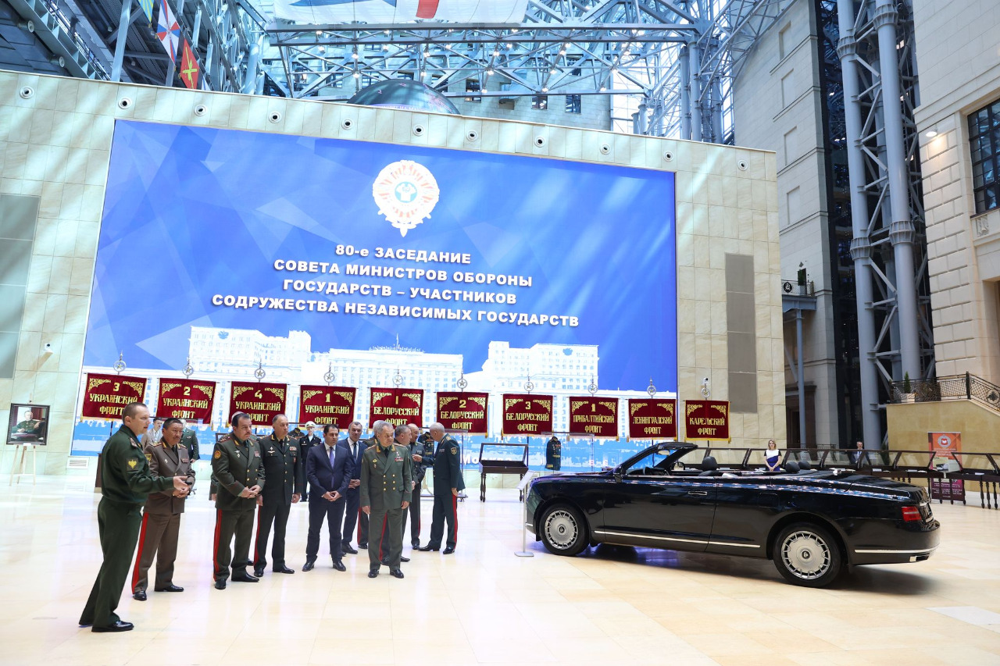 80-е ЗАСЕДАНИЕ
СОВЕТА МИНИСТРОВ ОБОРОНЫ
ГОСУДАРСТВ – УЧАСТНИКОВ
СОДРУЖЕСТВА НЕЗАВИСИМЫХ ГОСУДАРСТВ
3
УКРАИНСКИЙ
ФРОНТ
2
УКРАИНСКИЙ
ФРОНТ
4
УКРАИНСКИЙ
ФРОНТ
1
УКРАИНСКИЙ
ФРОНТ
1
БЕЛОРУССКИЙ
ФРОНТ
2
БЕЛОРУССКИЙ
ФРОНТ
3
БЕЛОРУССКИЙ
ФРОНТ
1
ПРИБАЛТИЙСКИЙ
ФРОНТ
ЛЕНИНГРАДСКИЙ
ФРОНТ
КАРЕЛЬСКИЙ
ФРОНТ